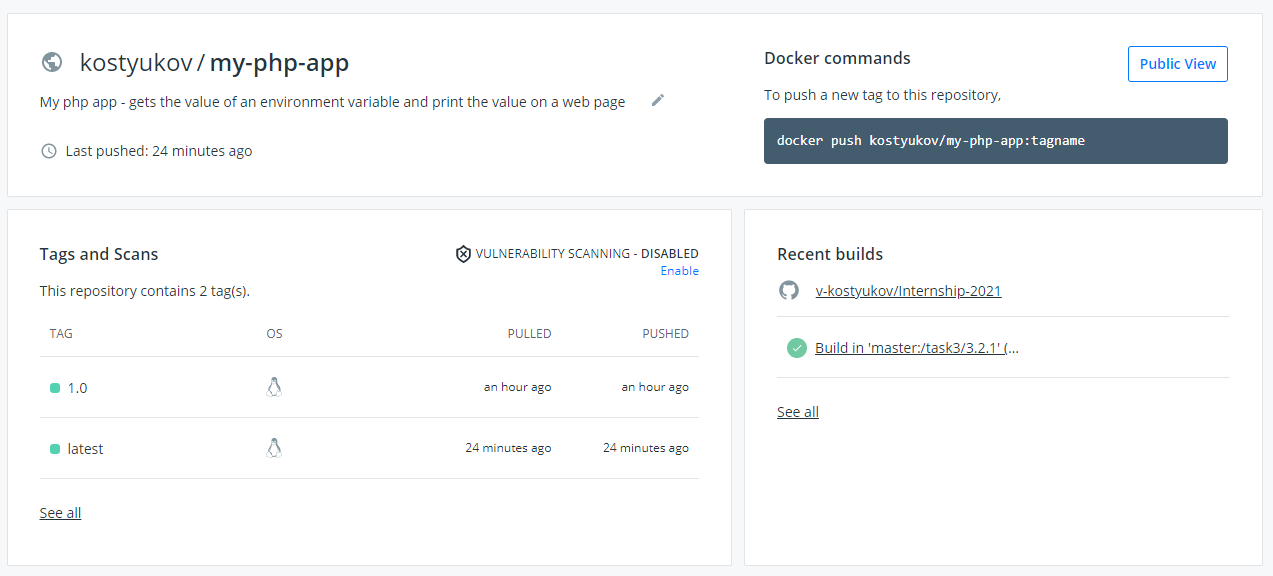 kostyukov / my-php-app
My php app - gets the value of an environment variable and print the value on a web page
Last pushed: 24 minutes ago
Docker commands
Public View
To push a new tag to this repository,
docker push kostyukov/my-php-app:tagname
Tags and Scans
VULNERABILITY SCANNING - DISABLED
Enable
This repository contains 2 tag(s).
TAG OS PULLED PUSHED
1.0 an hour ago an hour ago
latest 24 minutes ago 24 minutes ago
See all
Recent builds
v-kostyukov/Internship-2021
Build in 'master:/task3/3.2.1' (...
See all